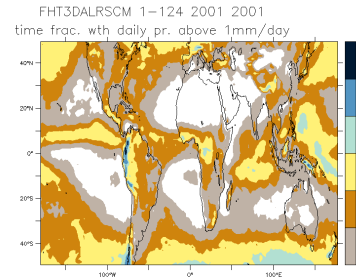 FHT3DALRSCM 1-124 2001 2001
time frac. wth daily pr. above 1mm/day
40°N
20°N
0°
20°S
40°S
100°W 0° 100°E